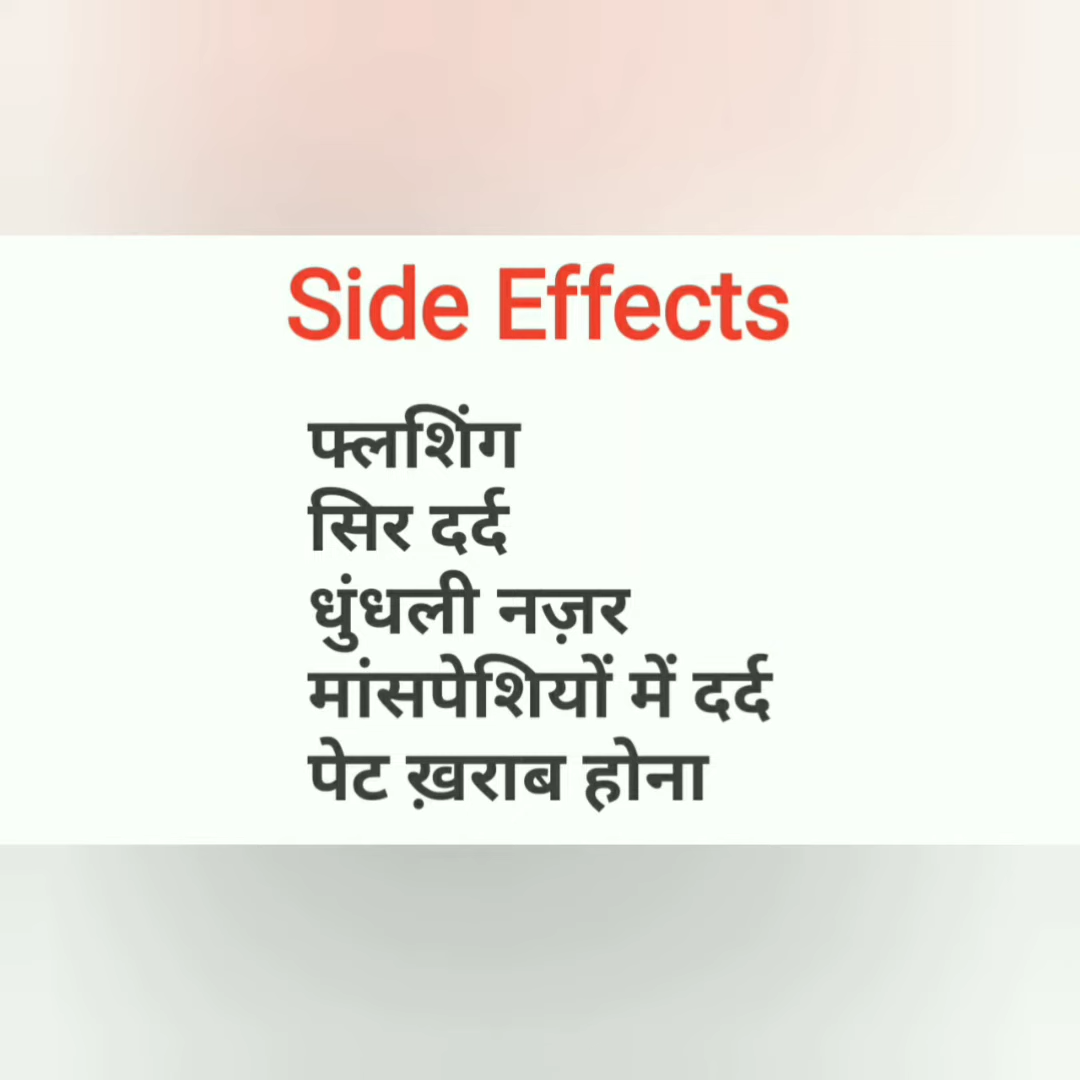 Side Effects
फ्लशिंग
सिर दर्द
धुंधली नज़र
मांसपेशियों में दर्द
पेट ख़राब होना